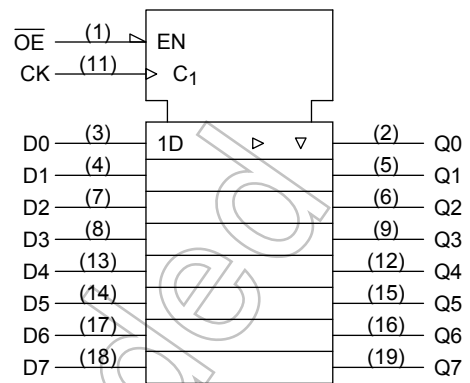 OE (1) EN
CK (11) C1
D0 (3) 1D (2) Q0
D1 (4) (5) Q1
D2 (7) (6) Q2
D3 (8) (9) Q3
D4 (13) (12) Q4
D5 (14) (15) Q5
D6 (17) (16) Q6
D7 (18) (19) Q7
ded